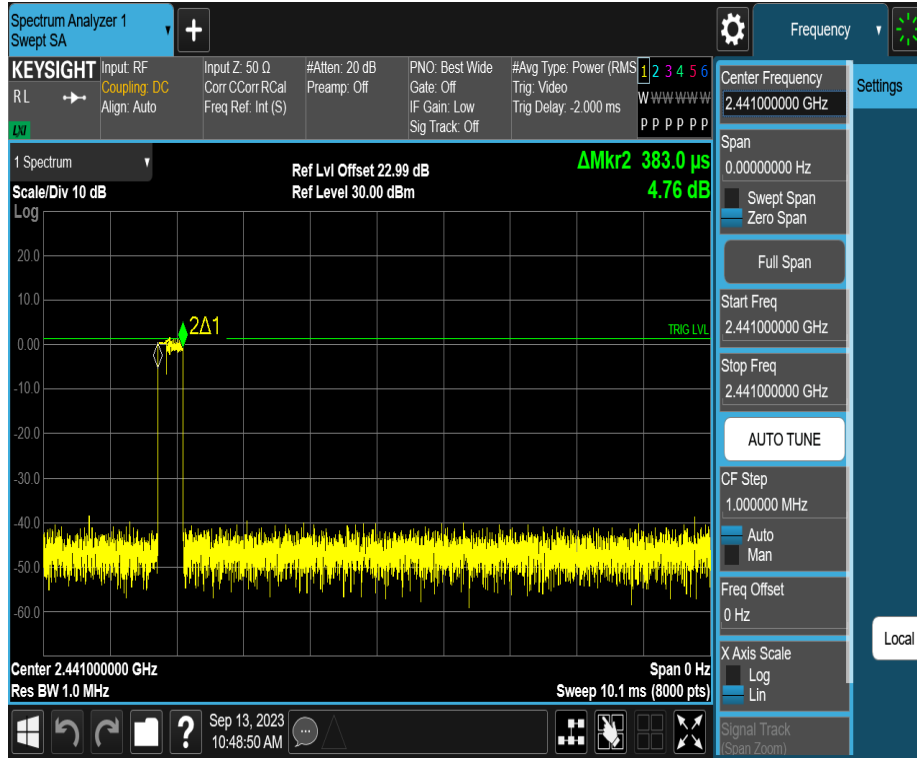 Spectrum Analyzer 1
Swept SA
Frequency
KEYSIGHT
R L
LXI
Input: RF
Coupling: DC
Align: Auto
Input Z: 50 Ω
Corr CCorr RCal
Freq Ref: Int (S)
#Atten: 20 dB
Preamp: Off
PNO: Best Wide
Gate: Off
IF Gain: Low
Sig Track: Off
#Avg Type: Power (RMS
Trig: Video
Trig Delay: -2.000 ms
1 2 3 4 5 6
W W W W W W
P P P P P P
1 Spectrum
Scale/Div 10 dB
Log
Ref Lvl Offset 22.99 dB
Ref Level 30.00 dBm
ΔMkr2 383.0 µs
4.76 dB
20.0
10.0
0.00
-10.0
-20.0
-30.0
-40.0
-50.0
-60.0
2Δ1
TRIG LVL
Center 2.441000000 GHz
Res BW 1.0 MHz
Span 0 Hz
Sweep 10.1 ms (8000 pts)
?
Sep 13, 2023
10:48:50 AM
Center Frequency
2.441000000 GHz
Span
0.00000000 Hz
Swept Span
Zero Span
Full Span
Start Freq
2.441000000 GHz
Stop Freq
2.441000000 GHz
AUTO TUNE
CF Step
1.000000 MHz
Auto
Man
Freq Offset
0 Hz
X Axis Scale
Log
Lin
Signal Track
(Span Zoom)
Settings
Local